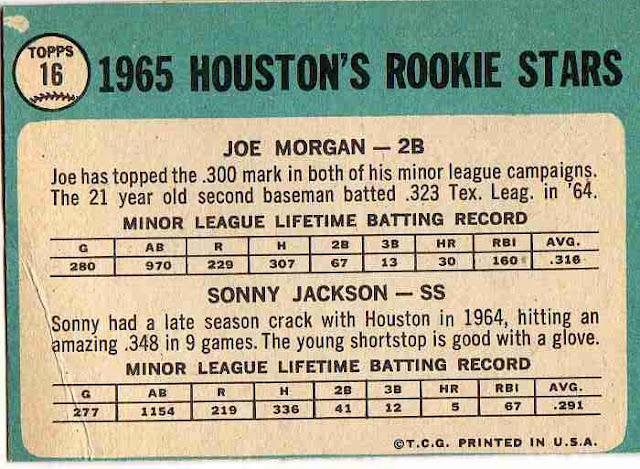 TOPPS
16
1965 HOUSTON'S ROOKIE STARS
JOE MORGAN — 2B
Joe has topped the .300 mark in both of his minor league campaigns.
The 21 year old second baseman batted .323 Tex. Leag. in '64.
MINOR LEAGUE LIFETIME BATTING RECORD
G AB R H 2B 3B HR RBI AVG.
280 970 229 307 67 13 30 160 .316
SONNY JACKSON — SS
Sonny had a late season crack with Houston in 1964, hitting an
amazing .348 in 9 games. The young shortstop is good with a glove.
MINOR LEAGUE LIFETIME BATTING RECORD
G AB R H 2B 3B HR RBI AVG.
277 1154 219 336 41 12 5 67 .291
©T.C.G. PRINTED IN U.S.A.